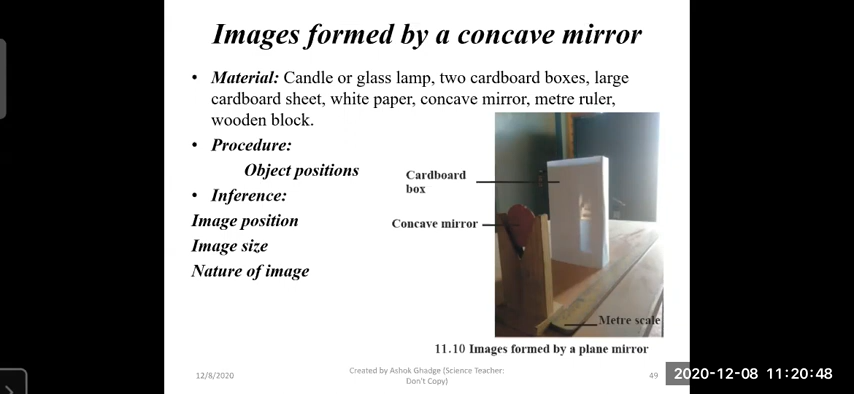 Images formed by a concave mirror
• Material: Candle or glass lamp, two cardboard boxes, large
cardboard sheet, white paper, concave mirror, metre ruler,
wooden block.
• Procedure:
Object positions
• Inference:
Image position
Image size
Nature of image
Cardboard
box
Concave mirror
Metre scale
11.10 Images formed by a plane mirror
12/8/2020
Created by Ashok Ghadge (Science Teacher:
Don't Copy)
49
2020-12-08 11:20:48